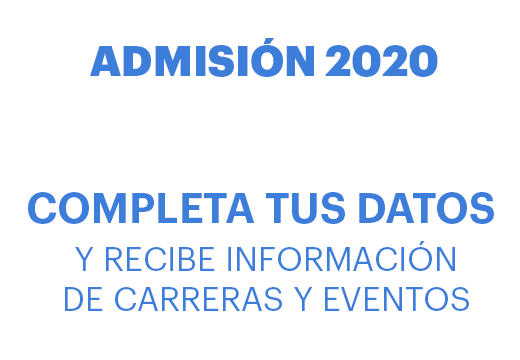 ADMISIÓN 2020
COMPLETA TUS DATOS
Y RECIBE INFORMACIÓN
DE CARRERAS Y EVENTOS